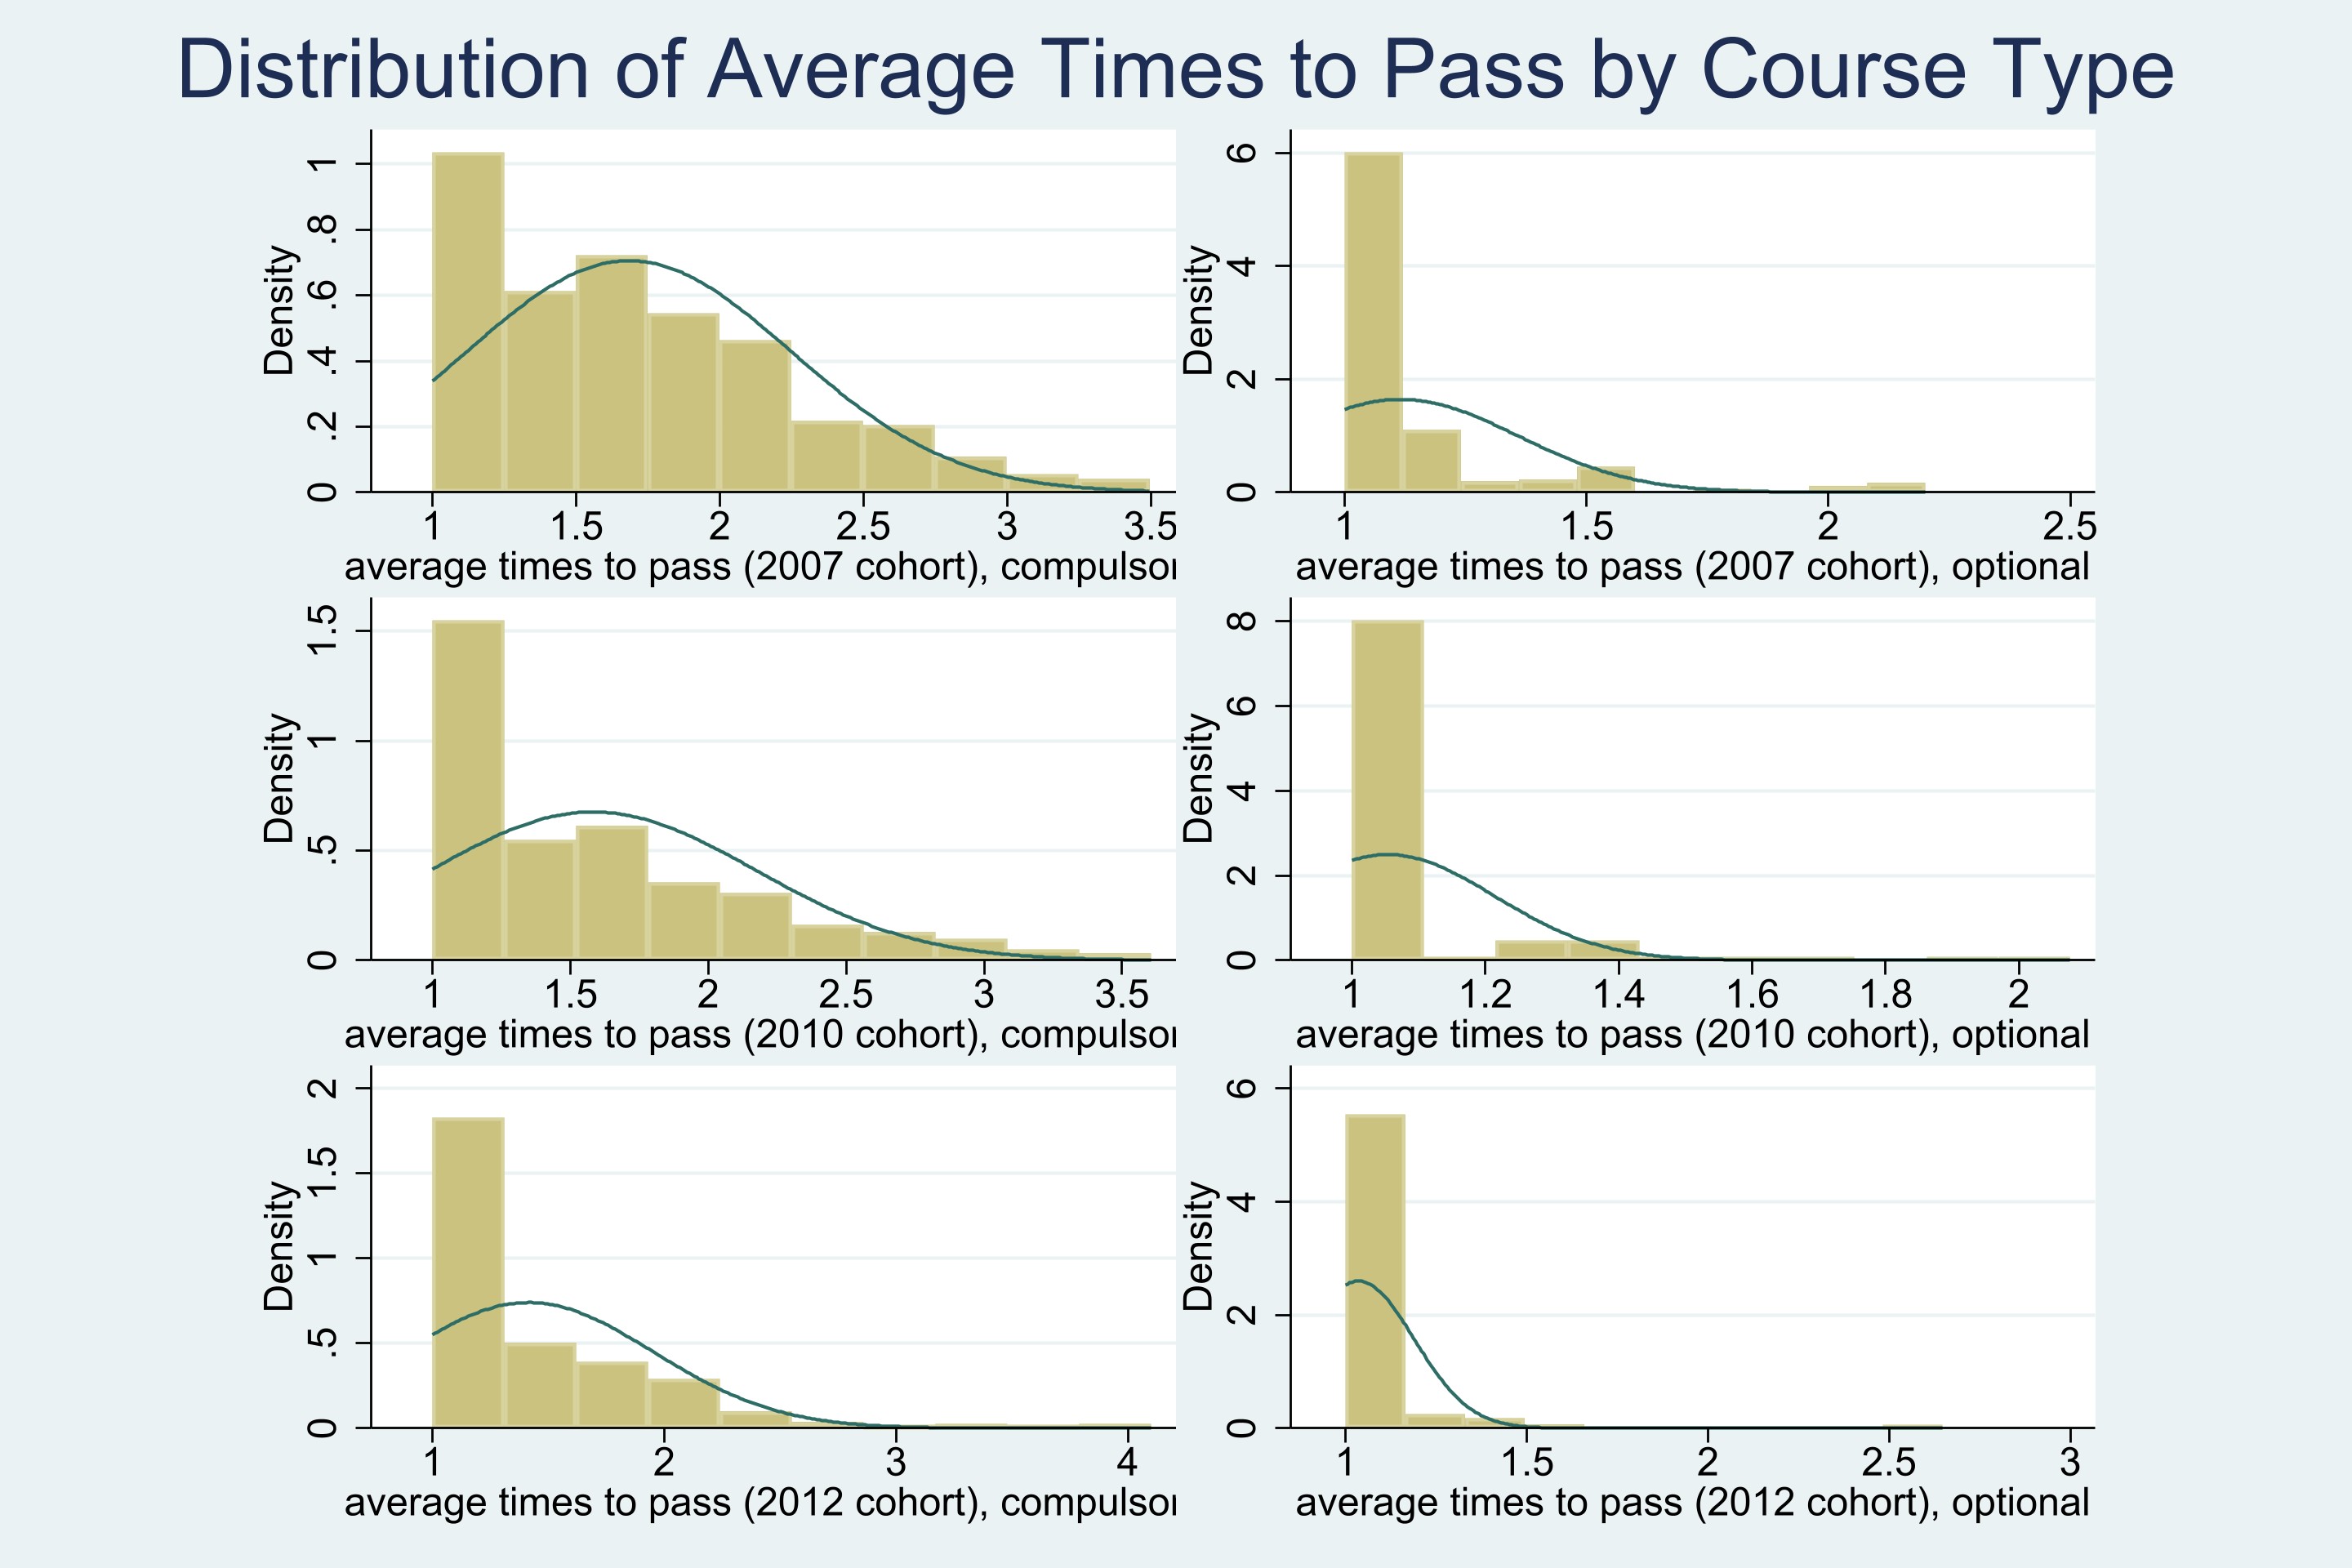 Distribution of Average Times to Pass by Course Type
Density
0 .2 .4 .6 .8 1
1 1.5 2 2.5 3 3.5
average times to pass (2007 cohort), compulsor
Density
0 2 4 6
1 1.5 2 2.5
average times to pass (2007 cohort), optional
Density
0 .5 1 1.5
1 1.5 2 2.5 3 3.5
average times to pass (2010 cohort), compulsor
Density
0 2 4 6 8
1 1.2 1.4 1.6 1.8 2
average times to pass (2010 cohort), optional
Density
0 .5 1 1.5 2
1 2 3 4
average times to pass (2012 cohort), compulsor
Density
0 2 4 6
1 1.5 2 2.5 3
average times to pass (2012 cohort), optional